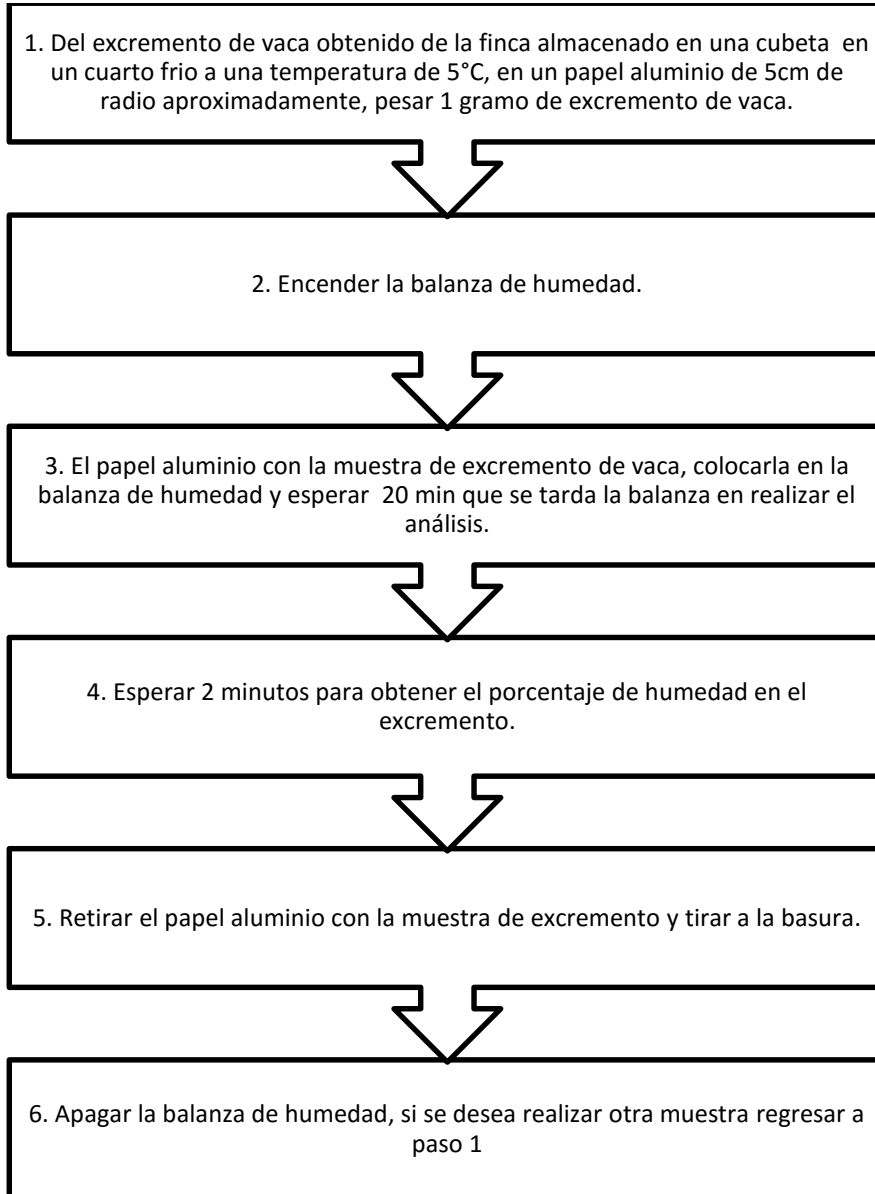 1. Del excremento de vaca obtenido de la finca almacenado en una cubeta  en
un cuarto frio a una temperatura de 5°C, en un papel aluminio de 5cm de
radio aproximadamente, pesar 1 gramo de excremento de vaca.
2. Encender la balanza de humedad.
3. El papel aluminio con la muestra de excremento de vaca, colocarla en la
balanza de humedad y esperar  20 min que se tarda la balanza en realizar el
análisis.
4. Esperar 2 minutos para obtener el porcentaje de humedad en el
excremento.
5. Retirar el papel aluminio con la muestra de excremento y tirar a la basura.
6. Apagar la balanza de humedad, si se desea realizar otra muestra regresar a
paso 1